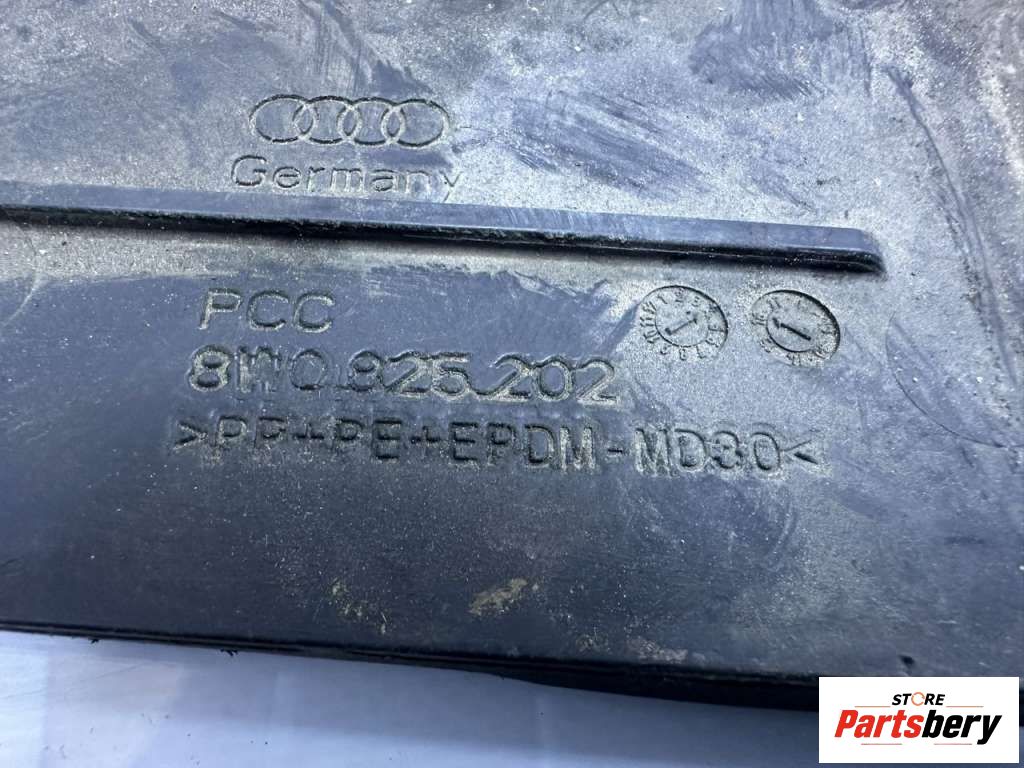 Germany
PCC
8W0.825.202
>PP+PE+EPDM-MD30<
STORE
Partsbery